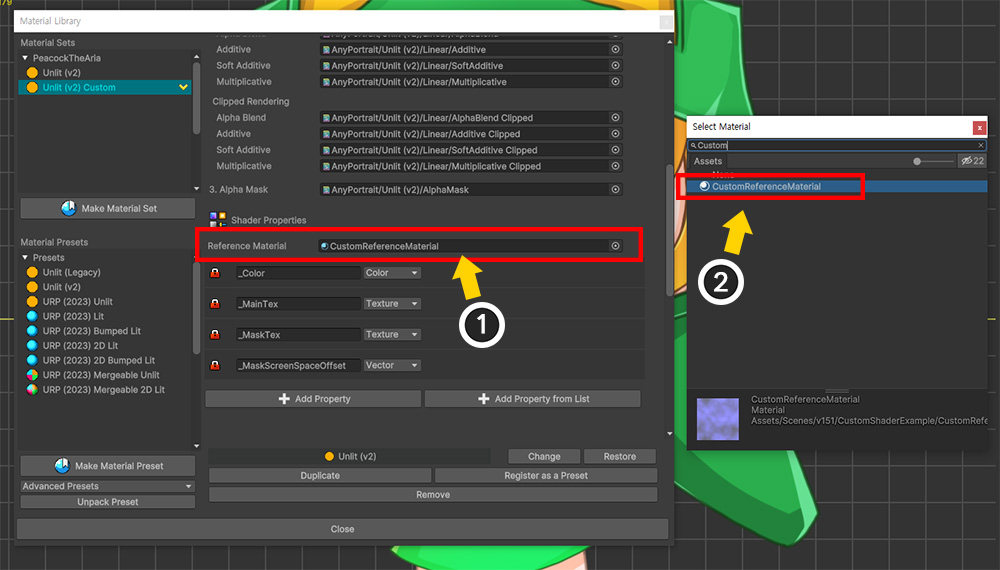 179
Material Library
x
Material Sets
PeacockTheAria
Unlit (v2)
Unlit (v2) Custom
Make Material Set
Material Presets
Presets
Unlit (Legacy)
Unlit (v2)
URP (2023) Unlit
URP (2023) Lit
URP (2023) Bumped Lit
URP (2023) 2D Lit
URP (2023) 2D Bumped Lit
URP (2023) Mergeable Unlit
URP (2023) Mergeable 2D Lit
Make Material Preset
Advanced Presets
Unpack Preset
Alpha Blend AnyPortrait/Unlit (v2)/Linear/AlphaBlend
Additive AnyPortrait/Unlit (v2)/Linear/Additive
Soft Additive AnyPortrait/Unlit (v2)/Linear/SoftAdditive
Multiplicative AnyPortrait/Unlit (v2)/Linear/Multiplicative
Clipped Rendering
Alpha Blend AnyPortrait/Unlit (v2)/Linear/AlphaBlend Clipped
Additive AnyPortrait/Unlit (v2)/Linear/Additive Clipped
Soft Additive AnyPortrait/Unlit (v2)/Linear/SoftAdditive Clipped
Multiplicative AnyPortrait/Unlit (v2)/Linear/Multiplicative Clipped
3. Alpha Mask AnyPortrait/Unlit (v2)/AlphaMask
Shader Properties
Reference Material CustomReferenceMaterial
_Color Color
_MainTex Texture
_MaskTex Texture
_MaskScreenSpaceOffset Vector
1
Add Property Add Property from List
Unlit (v2) Change Restore
Duplicate Register as a Preset
Remove
Close
Select Material
x
Custom
Assets 22
None
CustomReferenceMaterial
2
CustomReferenceMaterial
Material
Assets/Scenes/v151/CustomShaderExample/CustomRefe